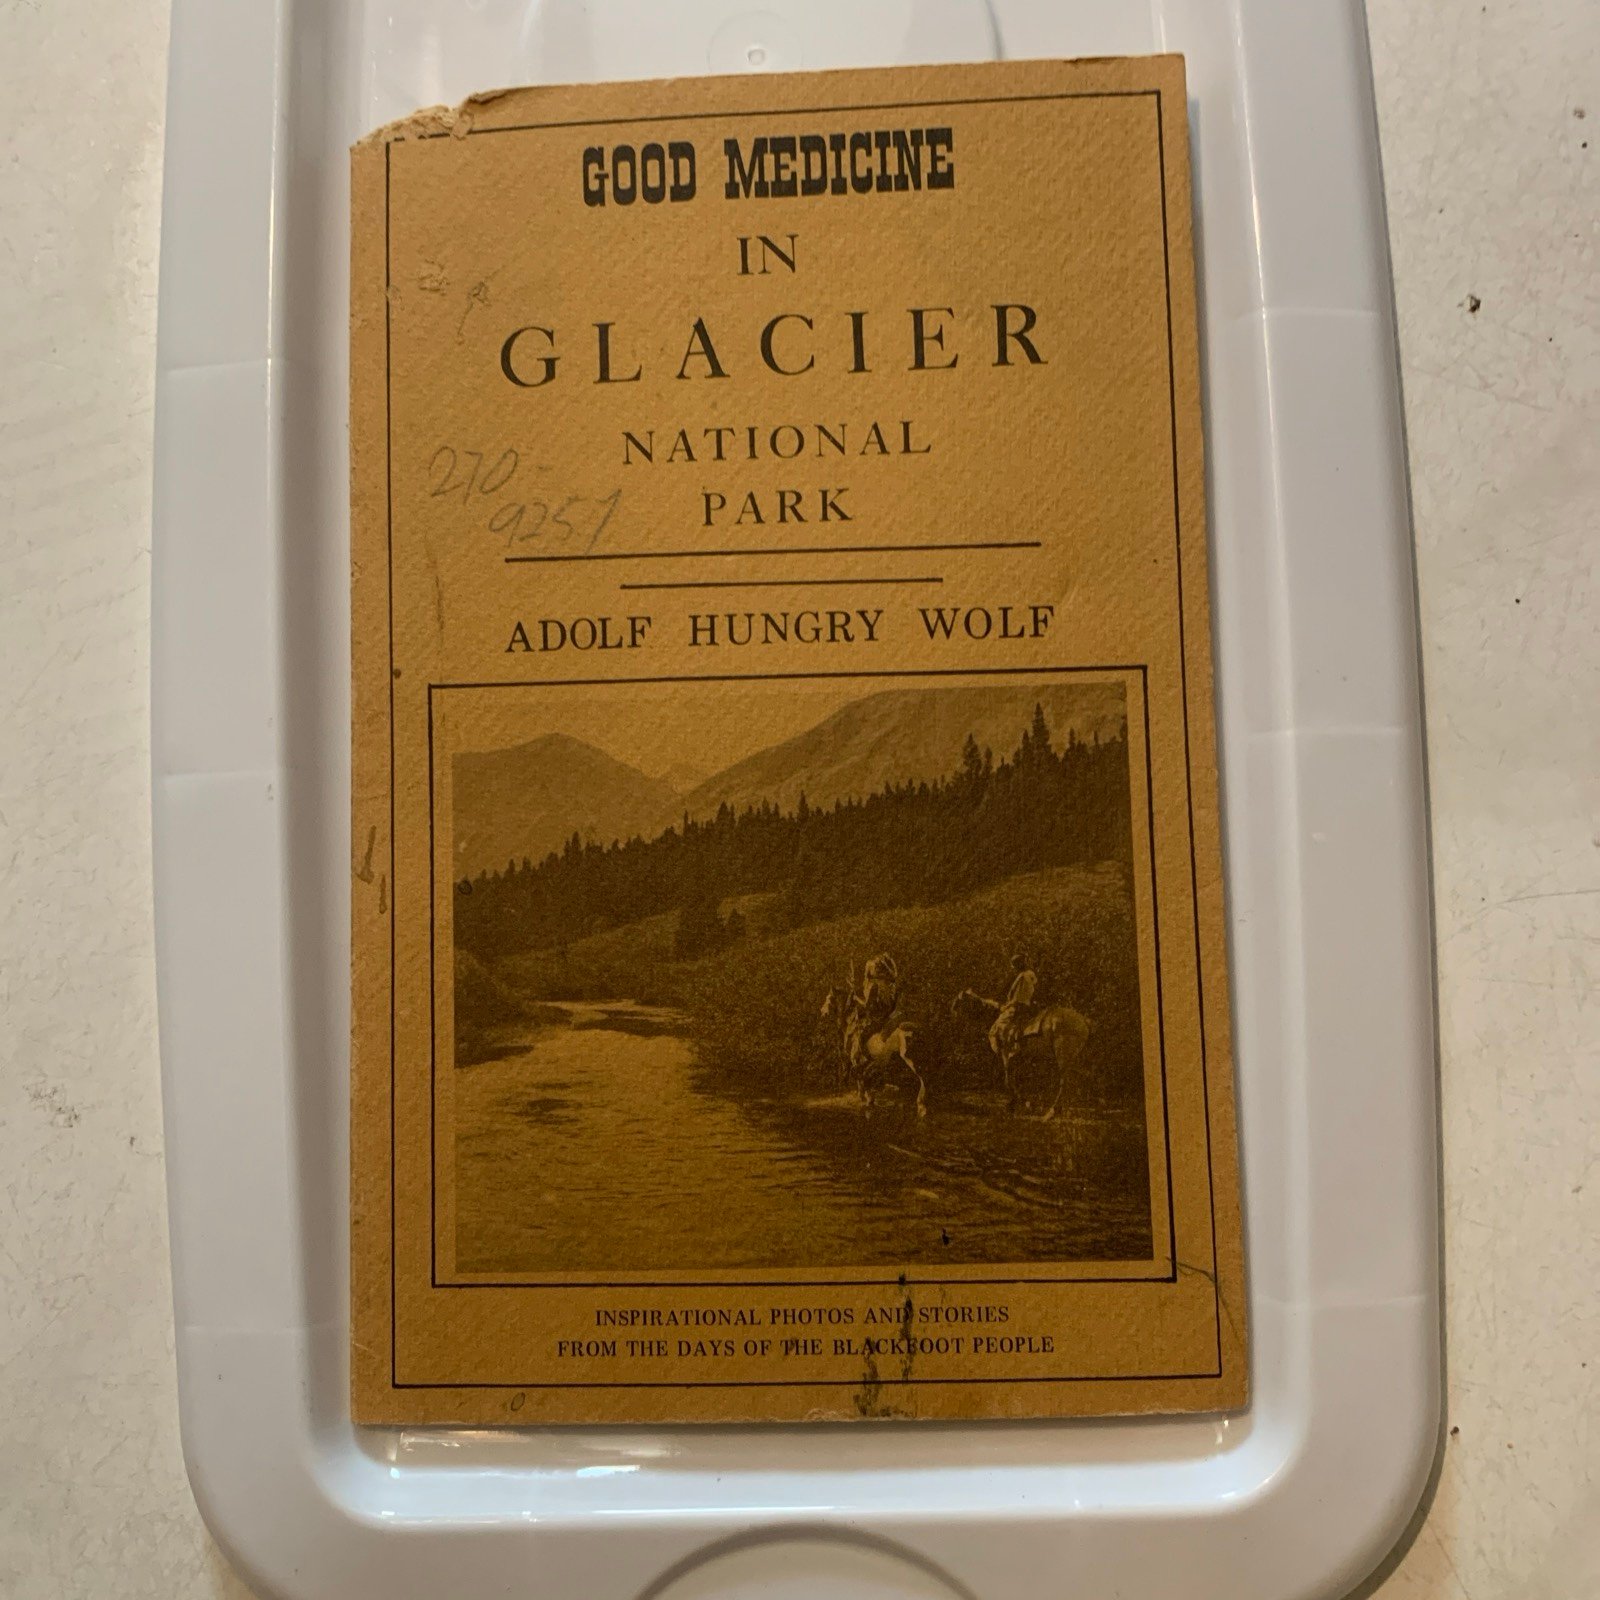 GOOD MEDICINE
IN
GLACIER
NATIONAL
PARK
270-
9251
ADOLF HUNGRY WOLF
INSPIRATIONAL PHOTOS AND STORIES
FROM THE DAYS OF THE BLACKFOOT PEOPLE